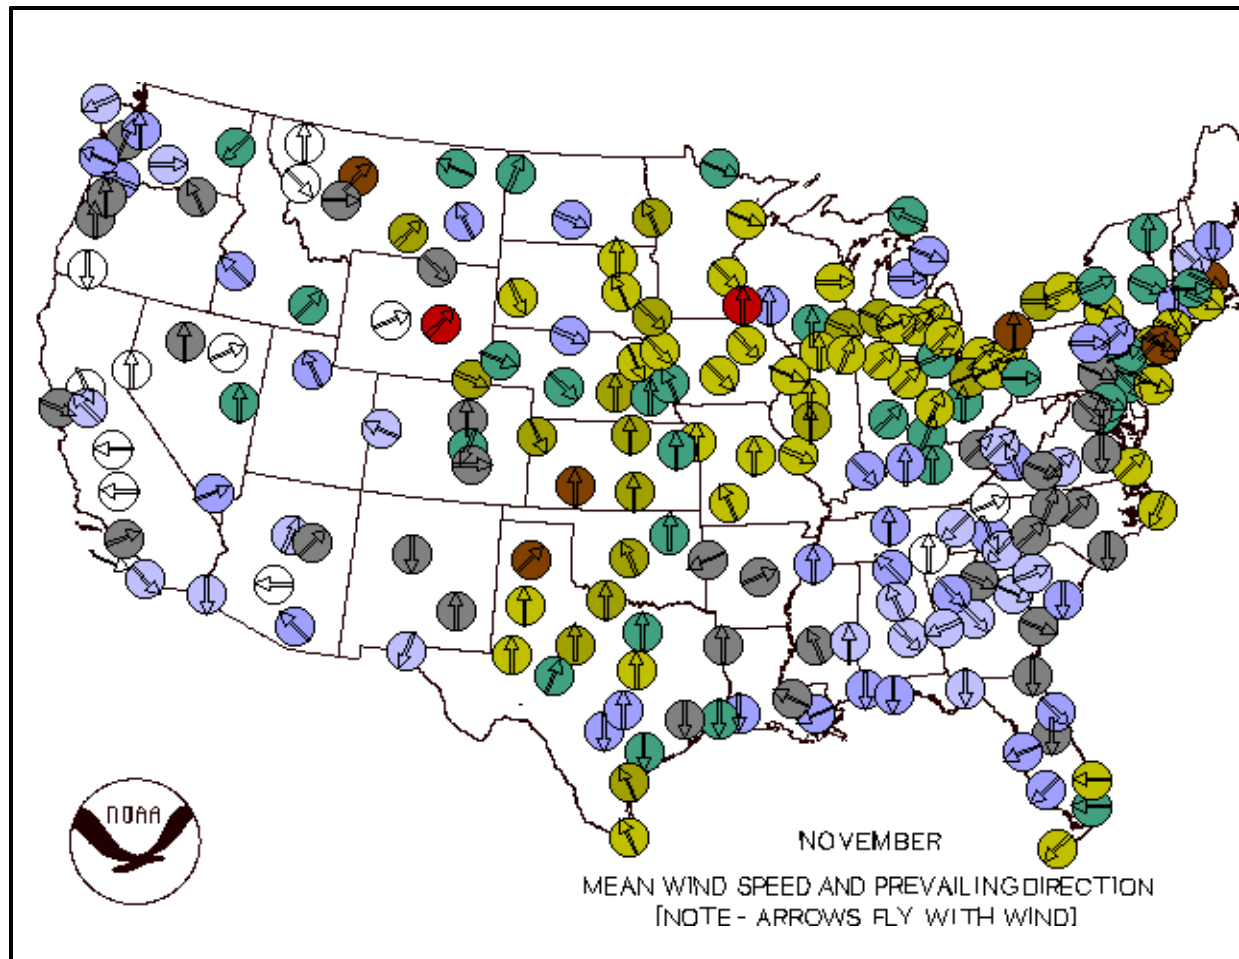 NOAA
NOVEMBER
MEAN WIND SPEED AND PREVAILING DIRECTION
[NOTE - ARROWS FLY WITH WIND]